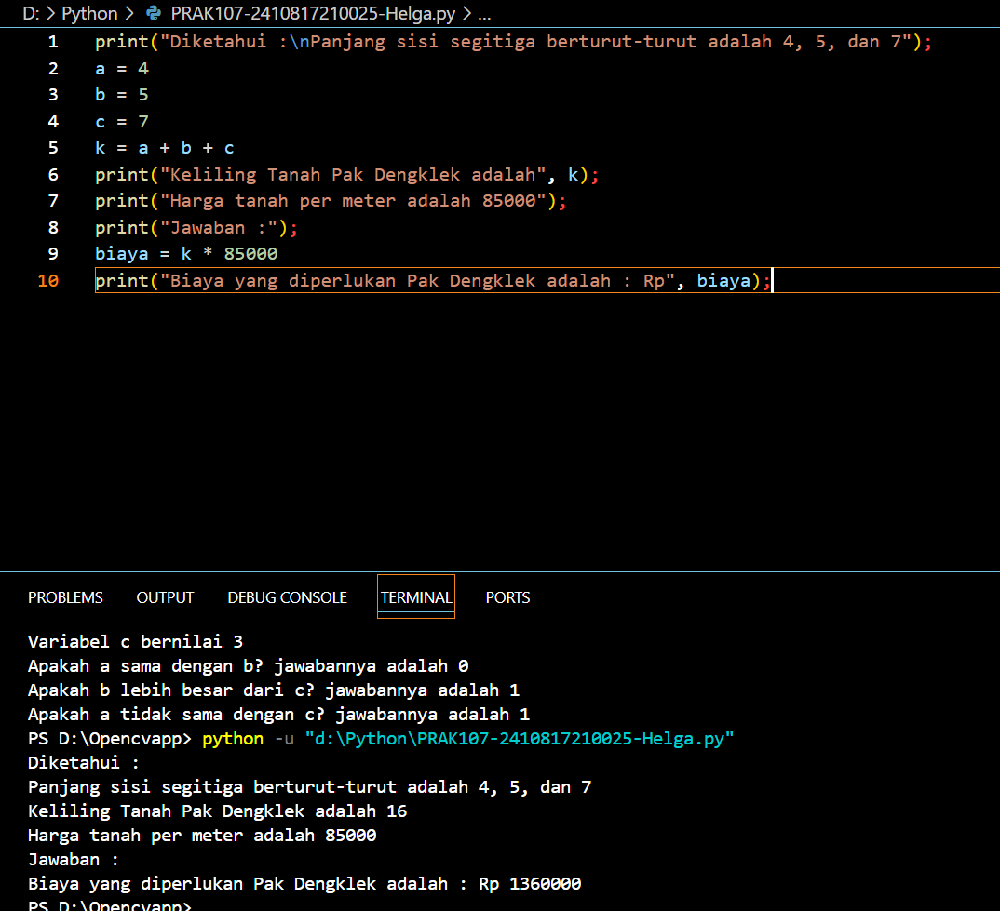 D: > Python > PRAK107-2410817210025-Helga.py > ...
1 print("Diketahui :\nPanjang sisi segitiga berturut-turut adalah 4, 5, dan 7");
2 a = 4
3 b = 5
4 c = 7
5 k = a + b + c
6 print("Keliling Tanah Pak Dengklek adalah", k);
7 print("Harga tanah per meter adalah 85000");
8 print("Jawaban :");
9 biaya = k * 85000
10 print("Biaya yang diperlukan Pak Dengklek adalah : Rp", biaya);
PROBLEMS OUTPUT DEBUG CONSOLE TERMINAL PORTS
Variabel c bernilai 3
Apakah a sama dengan b? jawabannya adalah 0
Apakah b lebih besar dari c? jawabannya adalah 1
Apakah a tidak sama dengan c? jawabannya adalah 1
PS D:\Opencvapp> python -u "d:\Python\PRAK107-2410817210025-Helga.py"
Diketahui :
Panjang sisi segitiga berturut-turut adalah 4, 5, dan 7
Keliling Tanah Pak Dengklek adalah 16
Harga tanah per meter adalah 85000
Jawaban :
Biaya yang diperlukan Pak Dengklek adalah : Rp 1360000
PS D:\Opencvapp>